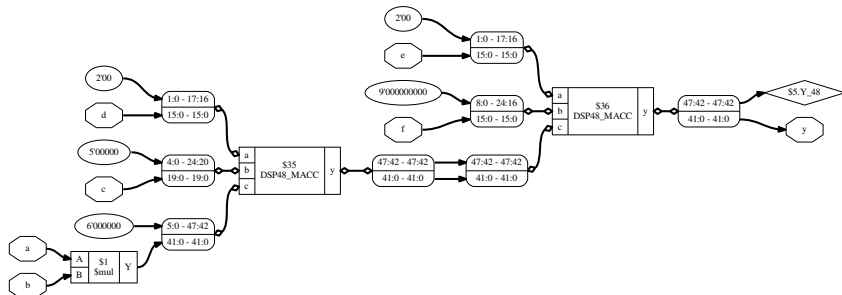 2'00
e
1:0 - 17:16
15:0 - 15:0
9'000000000
f
8:0 - 24:16
15:0 - 15:0
a
b
c
$36
DSP48_MACC
y
47:42 - 47:42
41:0 - 41:0
$5.Y_48
y
2'00
d
1:0 - 17:16
15:0 - 15:0
5'00000
c
4:0 - 24:20
19:0 - 19:0
a
b
c
$35
DSP48_MACC
y
47:42 - 47:42
41:0 - 41:0
47:42 - 47:42
41:0 - 41:0
6'000000
5:0 - 47:42
41:0 - 41:0
a
b
A
B
$1
$mul
Y